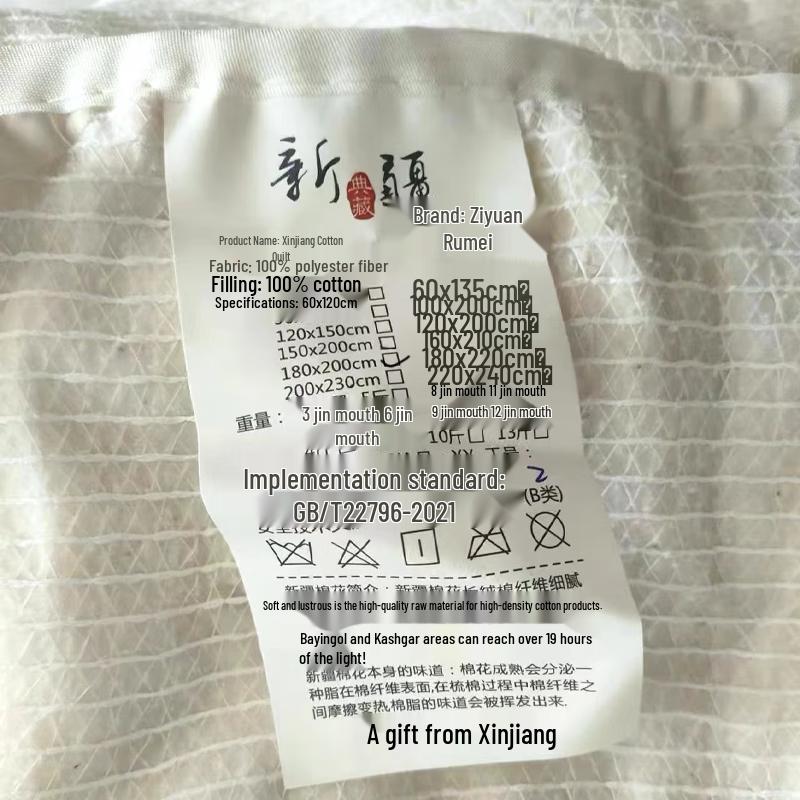 新疆
典藏
Brand: Ziyuan
Rumei
Product Name: Xinjiang Cotton
Quilt
Fabric: 100% polyester fiber
Filling: 100% cotton
Specifications: 60x120cm
60x135cm
100x200cm
120x150cm
120x200cm
150x200cm
160x210cm
180x200cm
180x220cm
200x230cm
220x240cm
8 jin mouth 11 jin mouth
重量：
3 jin mouth 6 jin
mouth
9 jin mouth 12 jin mouth
10斤 13斤
Implementation standard:
GB/T22796-2021
2
(B类)
新疆棉花简介：新疆棉花长绒棉纤维细腻
Soft and lustrous is the high-quality raw material for high-density cotton products.
Bayingol and Kashgar areas can reach over 19 hours
of the light!
新疆棉花本身的味道：棉花成熟会分泌一
种脂在棉纤维表面,在梳棉过程中棉纤维之
间摩擦变热棉脂的味道会被挥发出来.
A gift from Xinjiang